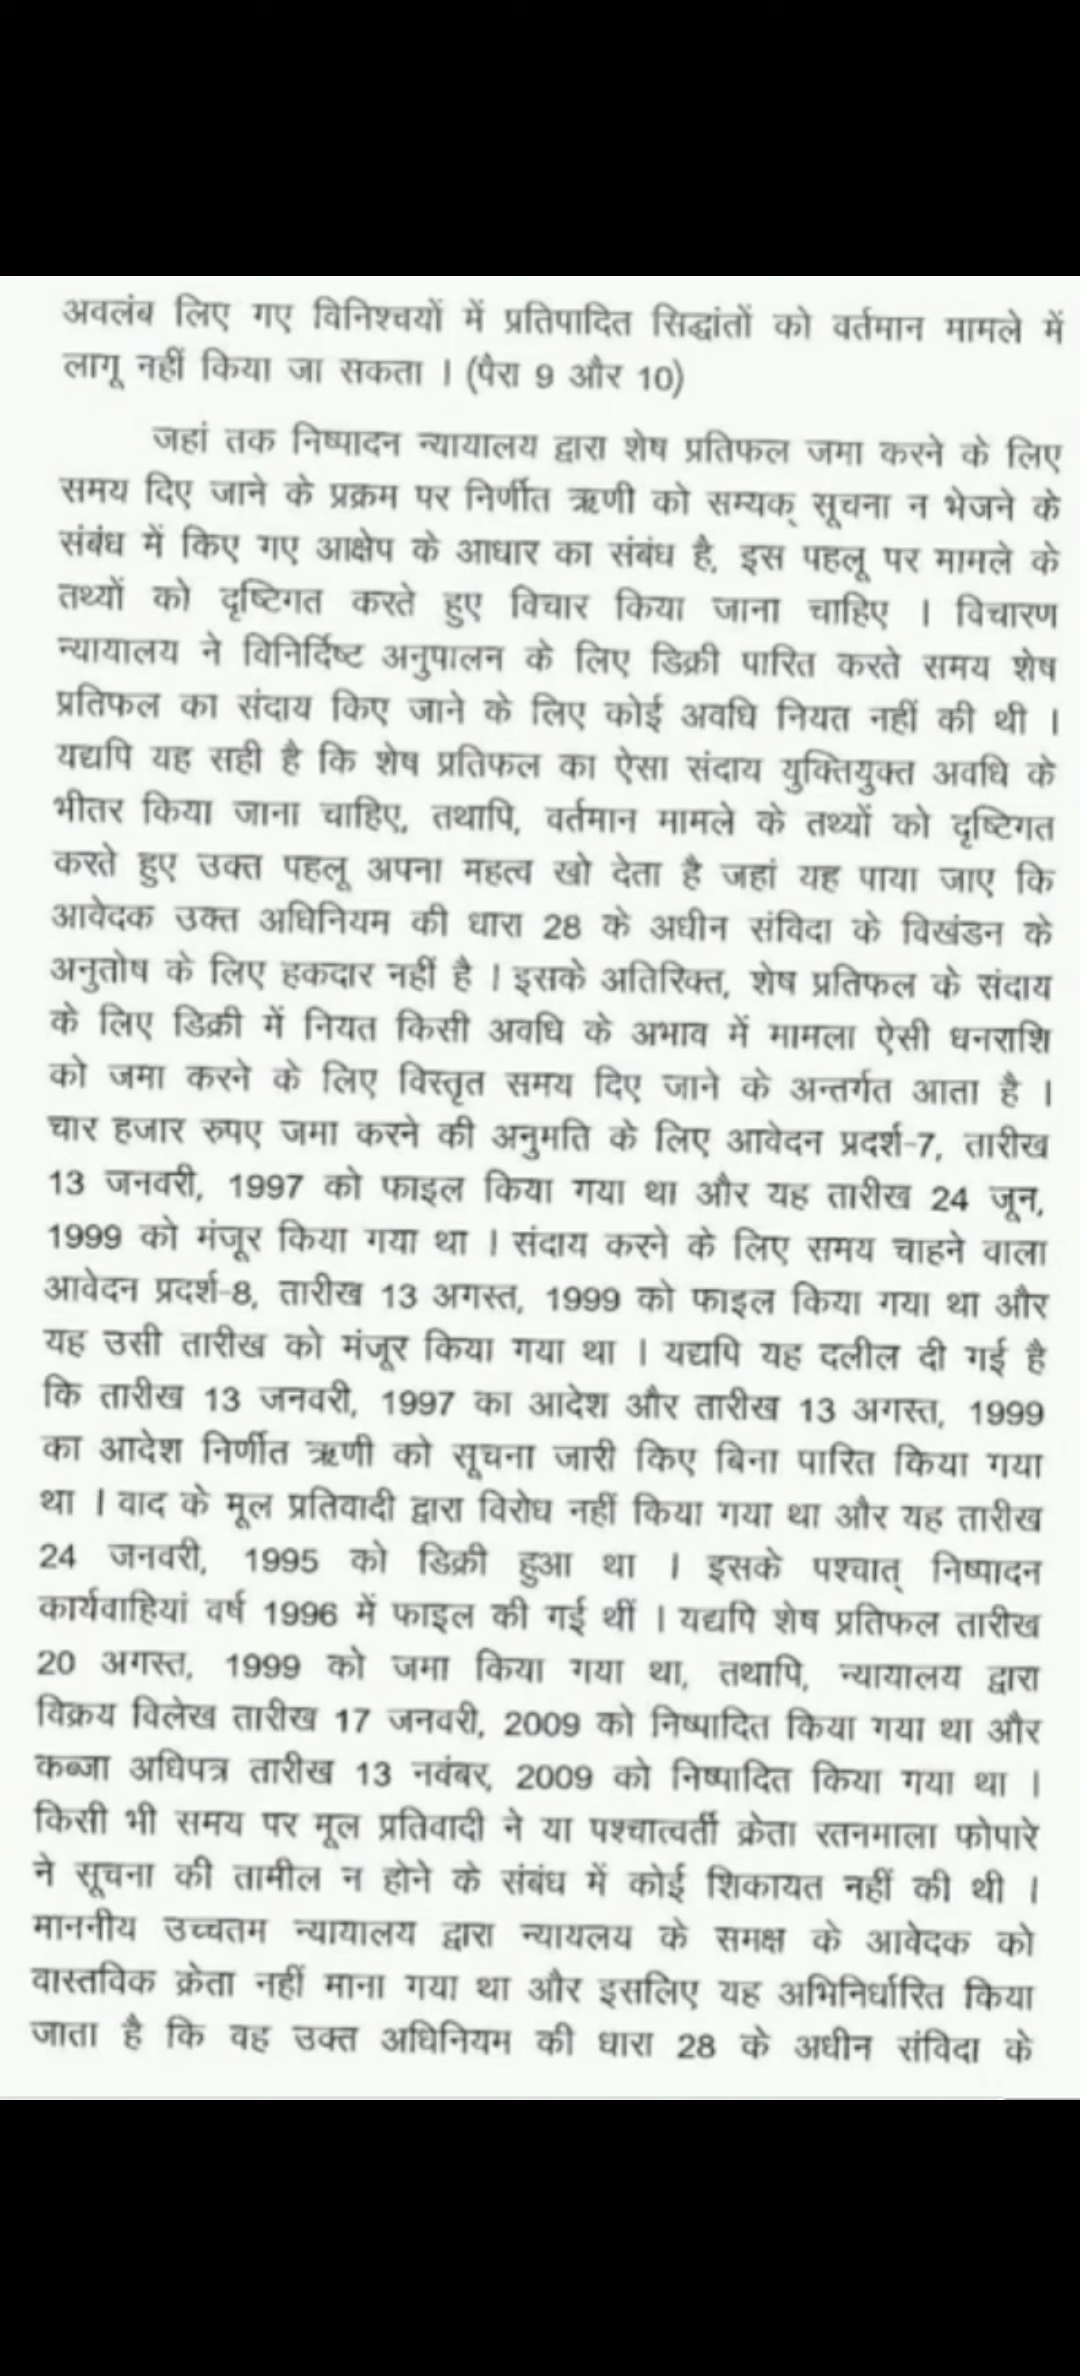 अवलंब लिए गए विनिश्चयों में प्रतिपादित सिद्धांतों को वर्तमान मामले में
लागू नहीं किया जा सकता । (पैरा 9 और 10)
जहां तक निष्पादन न्यायालय द्वारा शेष प्रतिफल जमा करने के लिए
समय दिए जाने के प्रक्रम पर निर्णीत ऋणी को सम्यक् सूचना न भेजने के
संबंध में किए गए आक्षेप के आधार का संबंध है, इस पहलू पर मामले के
तथ्यों को दृष्टिगत करते हुए विचार किया जाना चाहिए । विचारण
न्यायालय ने विनिर्दिष्ट अनुपालन के लिए डिक्री पारित करते समय शेष
प्रतिफल का संदाय किए जाने के लिए कोई अवधि नियत नहीं की थी ।
यद्यपि यह सही है कि शेष प्रतिफल का ऐसा संदाय युक्तियुक्त अवधि के
भीतर किया जाना चाहिए, तथापि, वर्तमान मामले के तथ्यों को दृष्टिगत
करते हुए उक्त पहलू अपना महत्व खो देता है जहां यह पाया जाए कि
आवेदक उक्त अधिनियम की धारा 28 के अधीन संविदा के विखंडन के
अनुतोष के लिए हकदार नहीं है । इसके अतिरिक्त, शेष प्रतिफल के संदाय
के लिए डिक्री में नियत किसी अवधि के अभाव में मामला ऐसी धनराशि
को जमा करने के लिए विस्तृत समय दिए जाने के अन्तर्गत आता है ।
चार हजार रुपए जमा करने की अनुमति के लिए आवेदन प्रदर्श-7, तारीख
13 जनवरी, 1997 को फाइल किया गया था और यह तारीख 24 जून,
1999 को मंजूर किया गया था । संदाय करने के लिए समय चाहने वाला
आवेदन प्रदर्श-8, तारीख 13 अगस्त, 1999 को फाइल किया गया था और
यह उसी तारीख को मंजूर किया गया था । यद्यपि यह दलील दी गई है
कि तारीख 13 जनवरी, 1997 का आदेश और तारीख 13 अगस्त, 1999
का आदेश निर्णीत ऋणी को सूचना जारी किए बिना पारित किया गया
था । वाद के मूल प्रतिवादी द्वारा विरोध नहीं किया गया था और यह तारीख
24 जनवरी, 1995 को डिक्री हुआ था । इसके पश्चात् निष्पादन
कार्यवाहियां वर्ष 1996 में फाइल की गई थीं । यद्यपि शेष प्रतिफल तारीख
20 अगस्त, 1999 को जमा किया गया था, तथापि, न्यायालय द्वारा
विक्रय विलेख तारीख 17 जनवरी, 2009 को निष्पादित किया गया था और
कब्जा अधिपत्र तारीख 13 नवंबर, 2009 को निष्पादित किया गया था ।
किसी भी समय पर मूल प्रतिवादी ने या पश्चात्वर्ती क्रेता रतनमाला फोपारे
ने सूचना की तामील न होने के संबंध में कोई शिकायत नहीं की थी ।
माननीय उच्चतम न्यायालय द्वारा न्यायलय के समक्ष के आवेदक को
वास्तविक क्रेता नहीं माना गया था और इसलिए यह अभिनिर्धारित किया
जाता है कि वह उक्त अधिनियम की धारा 28 के अधीन संविदा के